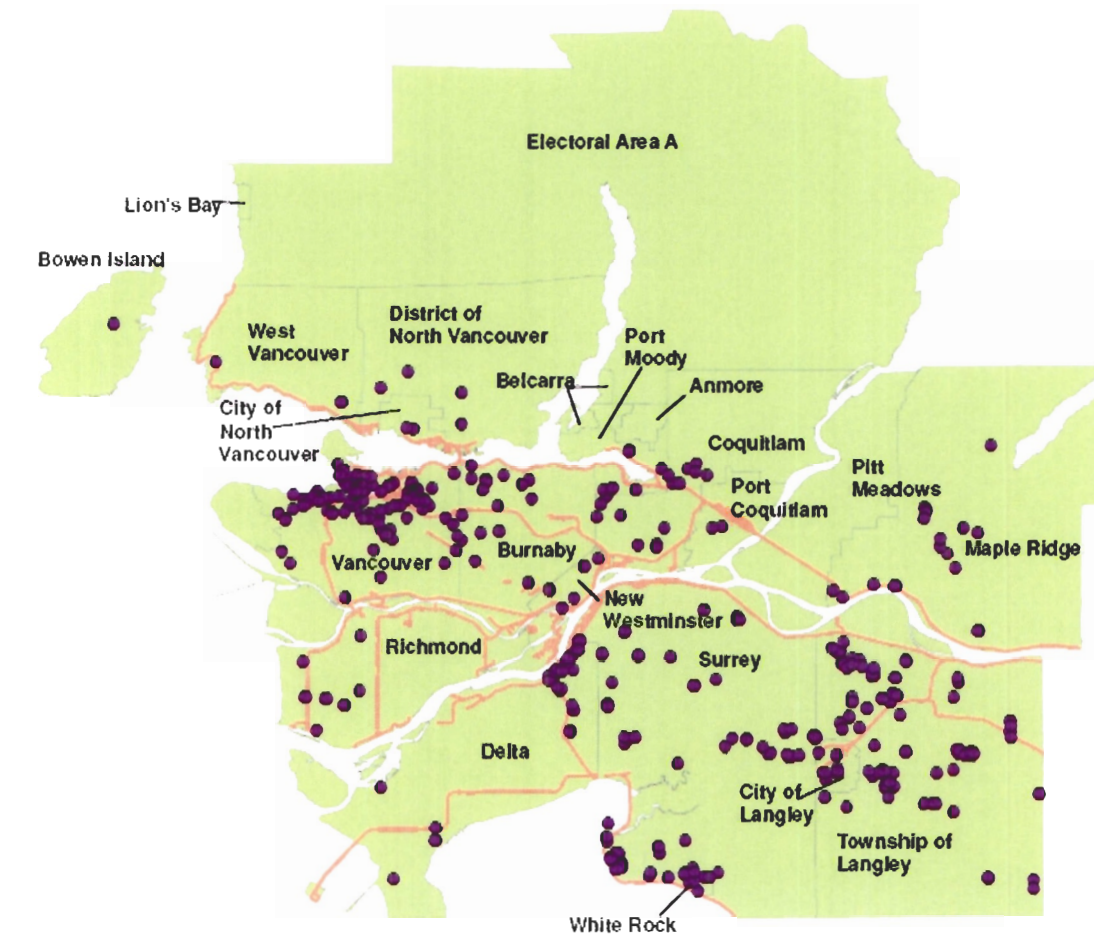 Electoral Area A
Lion's Bay
Bowen Island
West
Vancouver
District of
North Vancouver
Port
Moody
Belcarra
Anmore
City of
North
Vancouver
Coquitlam
Pitt
Meadows
Port
Coquitlam
Vancouver
Burnaby
Maple Ridge
New
Westminster
Richmond
Surrey
Delta
City of
Langley
Township of
Langley
White Rock